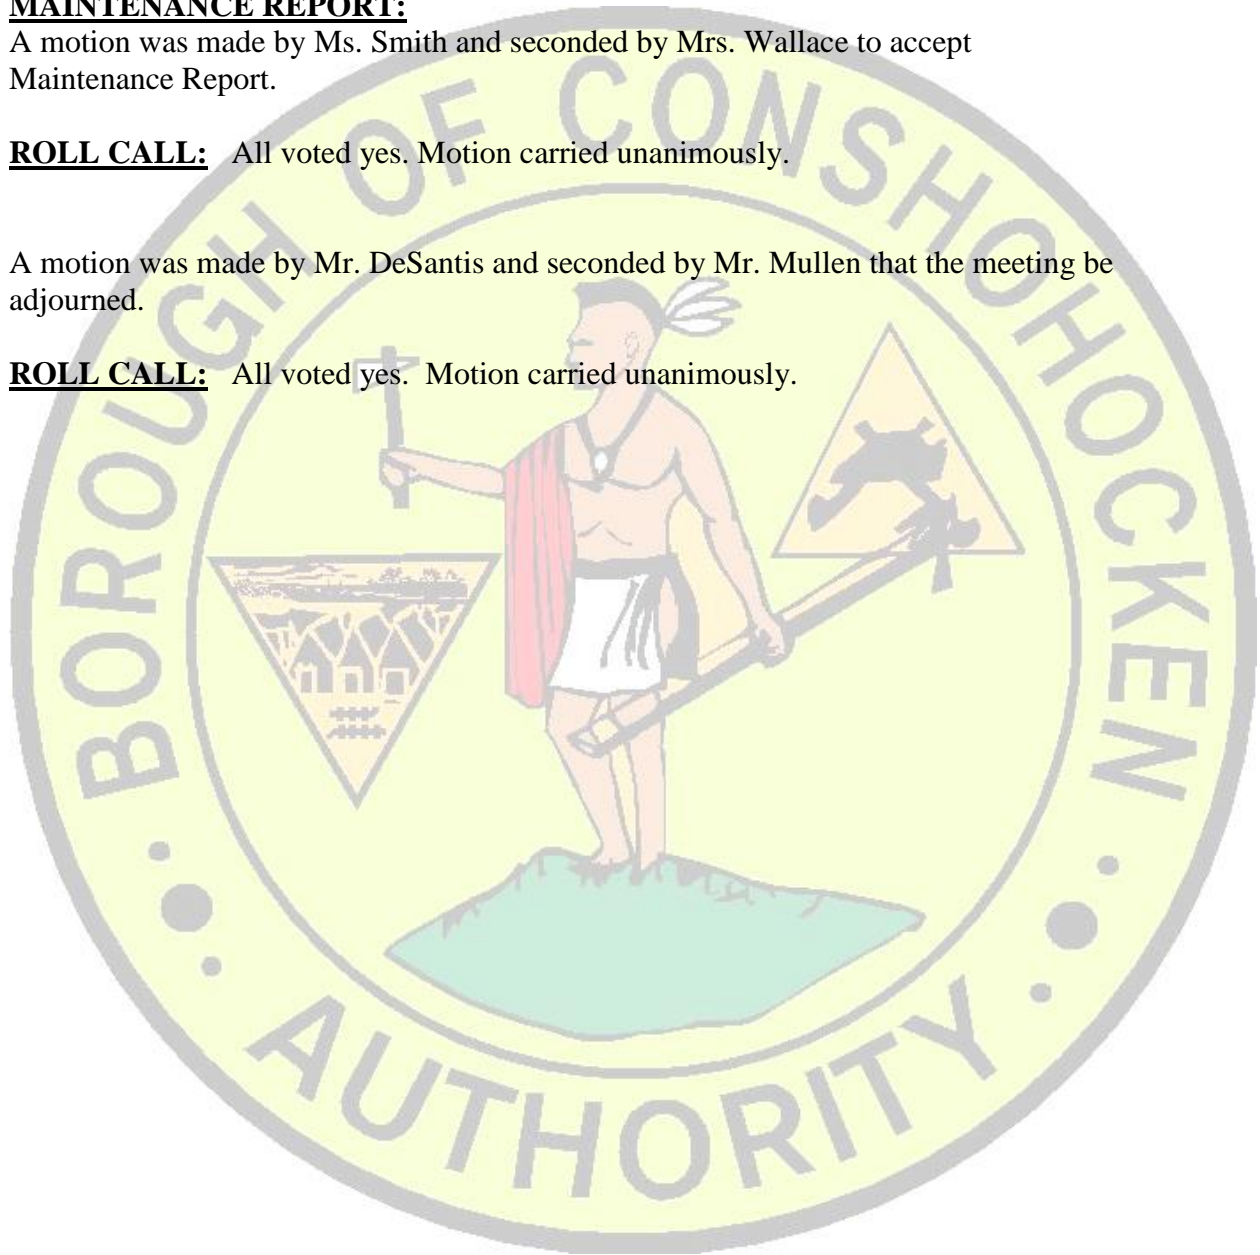 MAINTENANCE REPORT:
A motion was made by Ms. Smith and seconded by Mrs. Wallace to accept
Maintenance Report.
ROLL CALL: All voted yes. Motion carried unanimously.
A motion was made by Mr. DeSantis and seconded by Mr. Mullen that the meeting be
adjourned.
ROLL CALL: All voted yes. Motion carried unanimously.
BOROUGH OF CONSHOHOCKEN
AUTHORITY